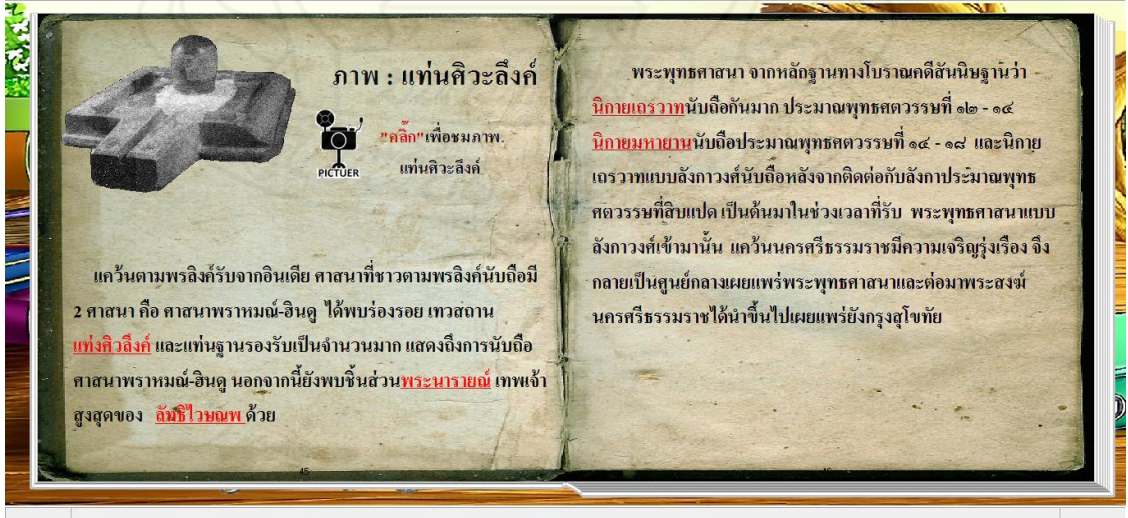 ภาพ : แท่นศิวะลึงค์
"คลิ๊ก"เพื่อชมภาพ.
แท่นศิวะลึงค์
PICTUER
แคว้นตามพรลิงค์รับจากอินเดีย ศาสนาที่ชาวตามพรลิงค์นับถือมี
2 ศาสนา คือ ศาสนาพราหมณ์-ฮินดู ได้พบร่องรอย เทวสถาน
แท่งศิวลึงค์ และแท่นฐานรองรับเป็นจำนวนมาก แสดงถึงการนับถือ
ศาสนาพราหมณ์-ฮินดู นอกจากนี้ยังพบชิ้นส่วนพระนารายณ์ เทพเจ้า
สูงสุดของ ลัทธิไวษณพ ด้วย
45
พระพุทธศาสนา จากหลักฐานทางโบราณคดีสันนิษฐานว่า
นิกายเถรวาทนับถือกันมาก ประมาณพุทธศตวรรษที่ ๑๒ - ๑๔
นิกายมหายานนับถือประมาณพุทธศตวรรษที่ ๑๔ - ๑๘ และนิกาย
เถรวาทแบบลังกาวงศ์นับถือหลังจากติดต่อกับลังกาประมาณพุทธ
ศตวรรษที่สิบแปด เป็นต้นมาในช่วงเวลาที่รับ พระพุทธศาสนาแบบ
ลังกาวงศ์เข้ามานั้น แคว้นนครศรีธรรมราชมีความเจริญรุ่งเรือง จึง
กลายเป็นศูนย์กลางเผยแพร่พระพุทธศาสนาและต่อมาพระสงฆ์
นครศรีธรรมราชได้นำขึ้นไปเผยแพร่ยังกรุงสุโขทัย